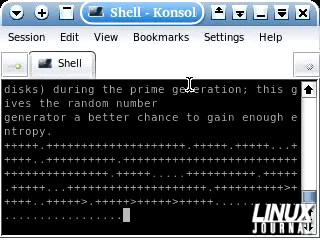 Shell - Konsol
Session Edit View Bookmarks Settings Help
Shell
disks) during the prime generation; this g
ives the random number
generator a better chance to gain enough e
ntropy.
+++++.+++++++++++++++++++++++++.+++++.+++++...++
+++++..++++++++++.++++++++++++++++++++++++++++++
+++++++++++++++.+++++.....+++++.+++++.++++++++++
.+++++...+++++++++++++++.++++++++++++++++++++>++
+++..+++++>.+++++>.......>+++++.................
....................
LINUX
JOURNAL